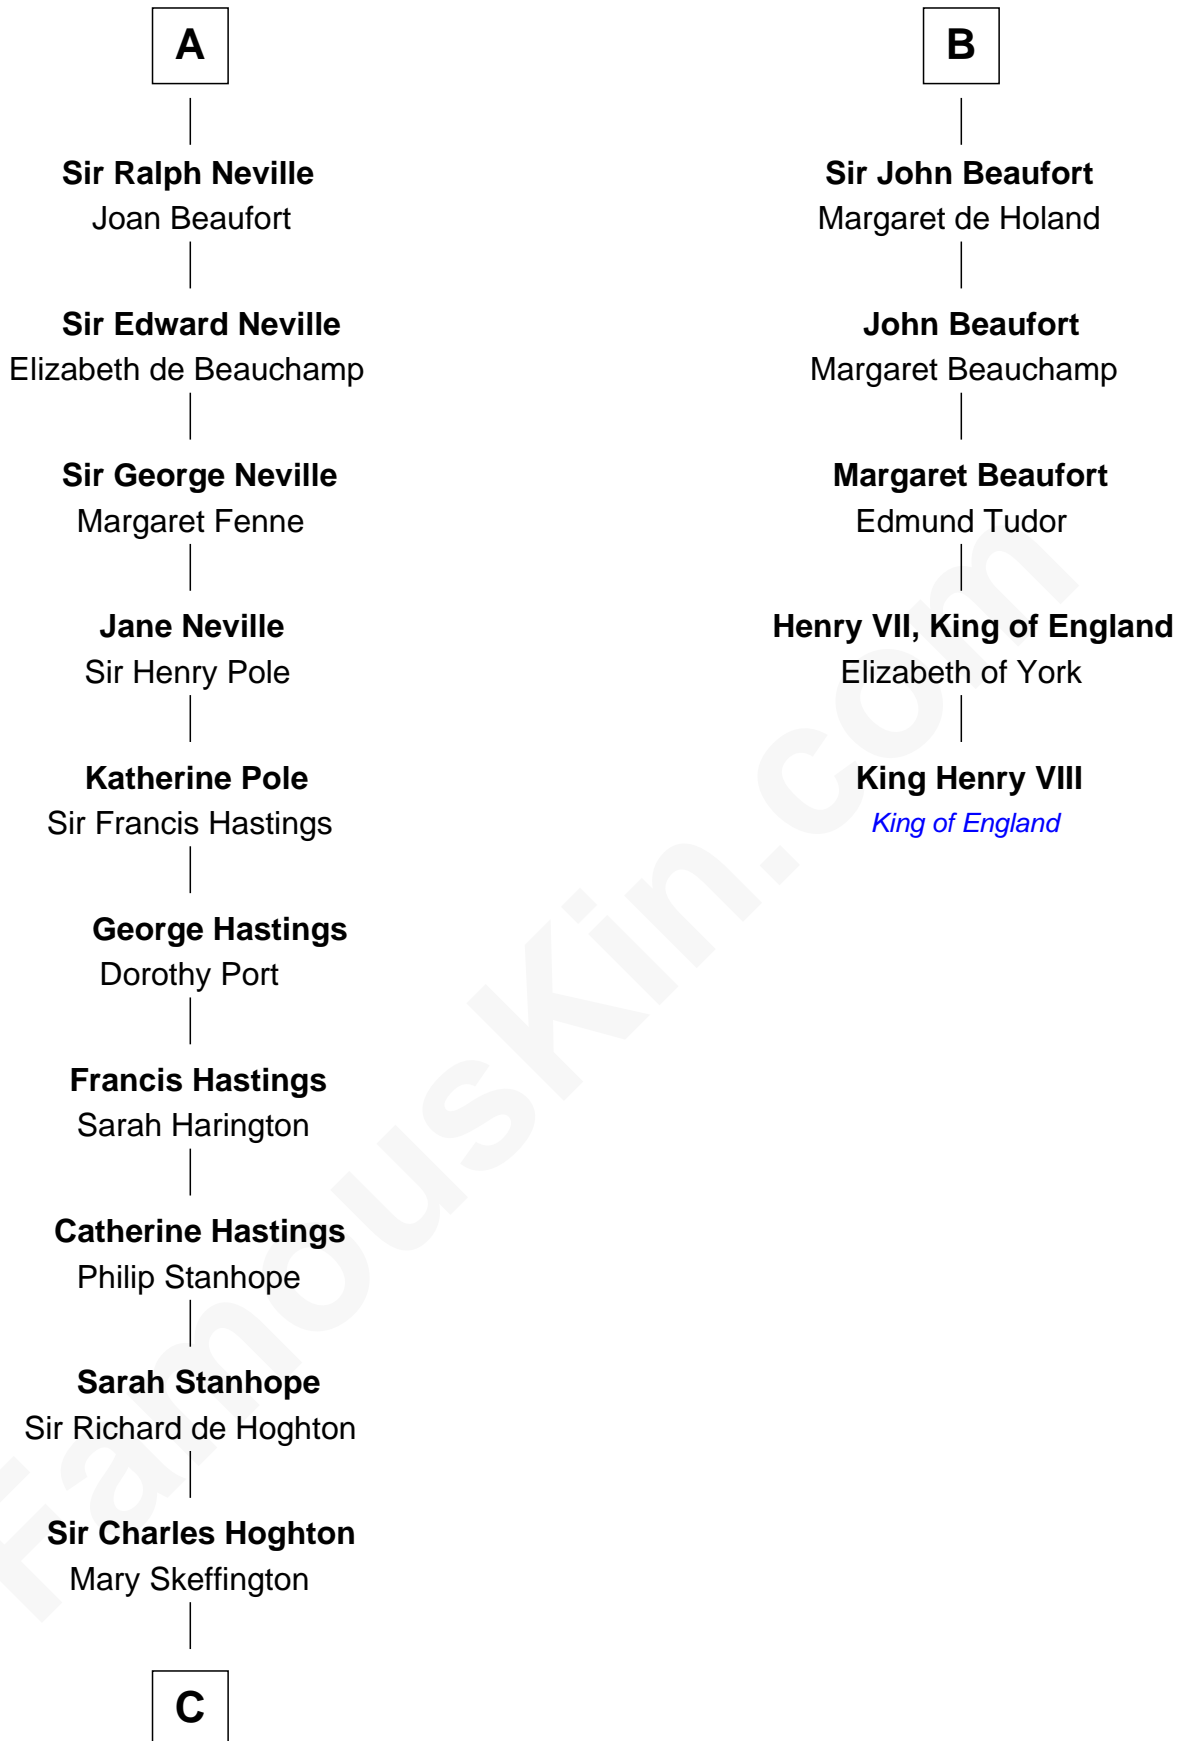 A
Sir Ralph Neville
Joan Beaufort
Sir Edward Neville
Elizabeth de Beauchamp
Sir George Neville
Margaret Fenne
Jane Neville
Sir Henry Pole
Katherine Pole
Sir Francis Hastings
George Hastings
Dorothy Port
Francis Hastings
Sarah Harington
Catherine Hastings
Philip Stanhope
Sarah Stanhope
Sir Richard de Hoghton
Sir Charles Hoghton
Mary Skeffington
C
B
Sir John Beaufort
Margaret de Holand
John Beaufort
Margaret Beauchamp
Margaret Beaufort
Edmund Tudor
Henry VII, King of England
Elizabeth of York
King Henry VIII
King of England
FamousKin.com